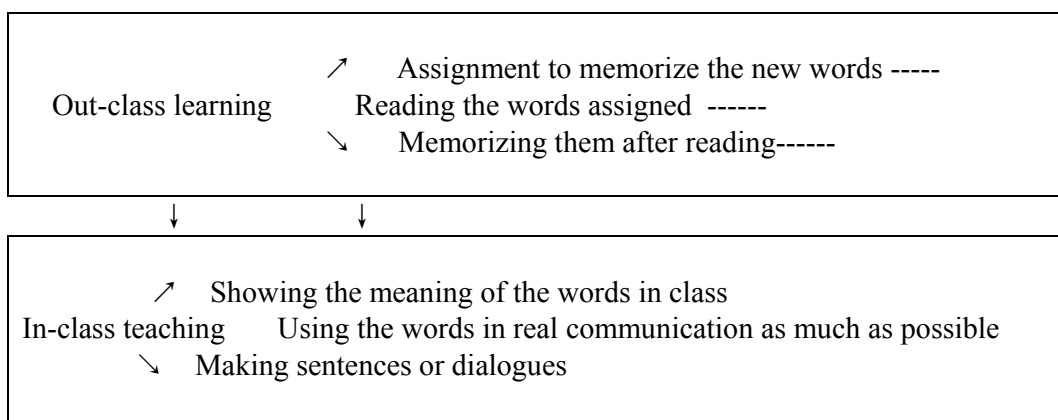 ↗ Assignment to memorize the new words -----
Out-class learning Reading the words assigned ------
↘ Memorizing them after reading------
↓ ↓
↗ Showing the meaning of the words in class
In-class teaching Using the words in real communication as much as possible
↘ Making sentences or dialogues